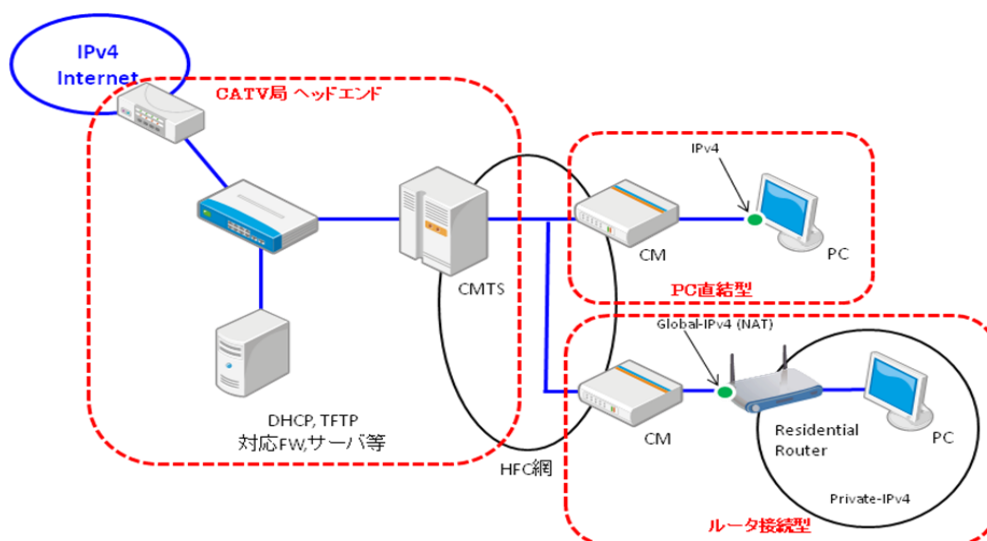 IPv4
Internet
CATV局 ヘッドエンド
IPv4
CM
PC
PC直結型
CMTS
Global-IPv4 (NAT)
DHCP, TFTP
対応FW,サーバ等
HFC網
CM
Residential
Router
PC
Private-IPv4
ルータ接続型